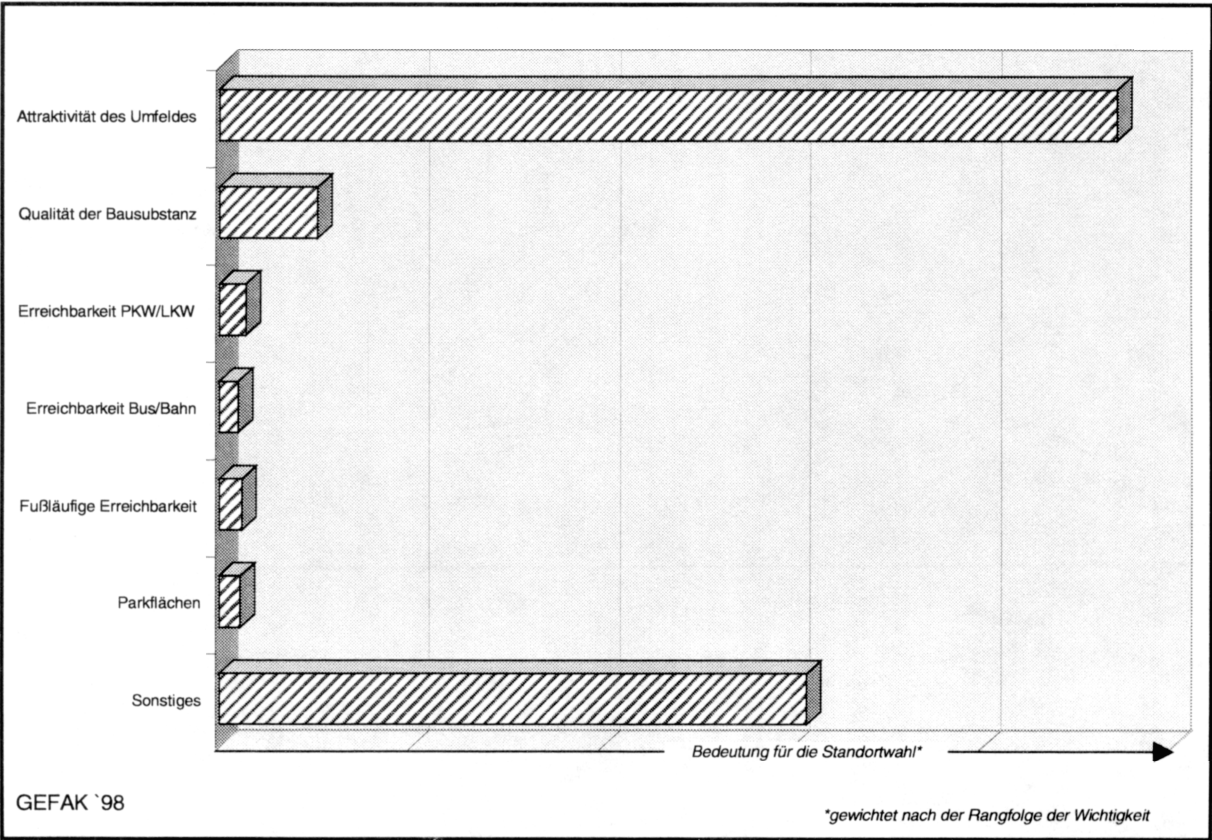 Attraktivität des Umfeldes
Qualität der Bausubstanz
Erreichbarkeit PKW/LKW
Erreichbarkeit Bus/Bahn
Fußläufige Erreichbarkeit
Parkflächen
Sonstiges
Bedeutung für die Standortwahl*
GEFAK `98
*gewichtet nach der Rangfolge der Wichtigkeit